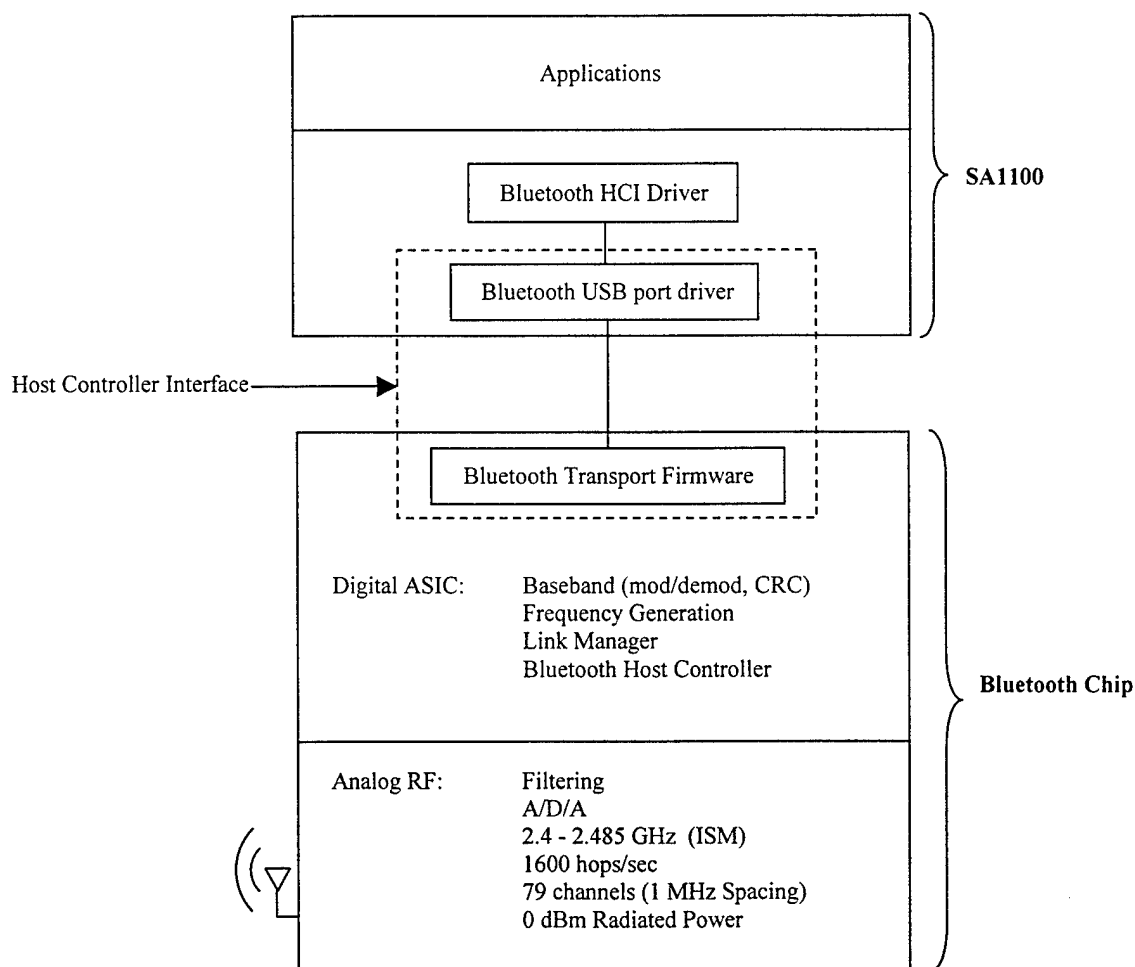 Applications
SA1100
Bluetooth HCI Driver
Bluetooth USB port driver
Host Controller Interface
Bluetooth Transport Firmware
Digital ASIC: Baseband (mod/demod, CRC)
Frequency Generation
Link Manager
Bluetooth Host Controller
Bluetooth Chip
Analog RF: Filtering
A/D/A
2.4 - 2.485 GHz (ISM)
1600 hops/sec
79 channels (1 MHz Spacing)
0 dBm Radiated Power